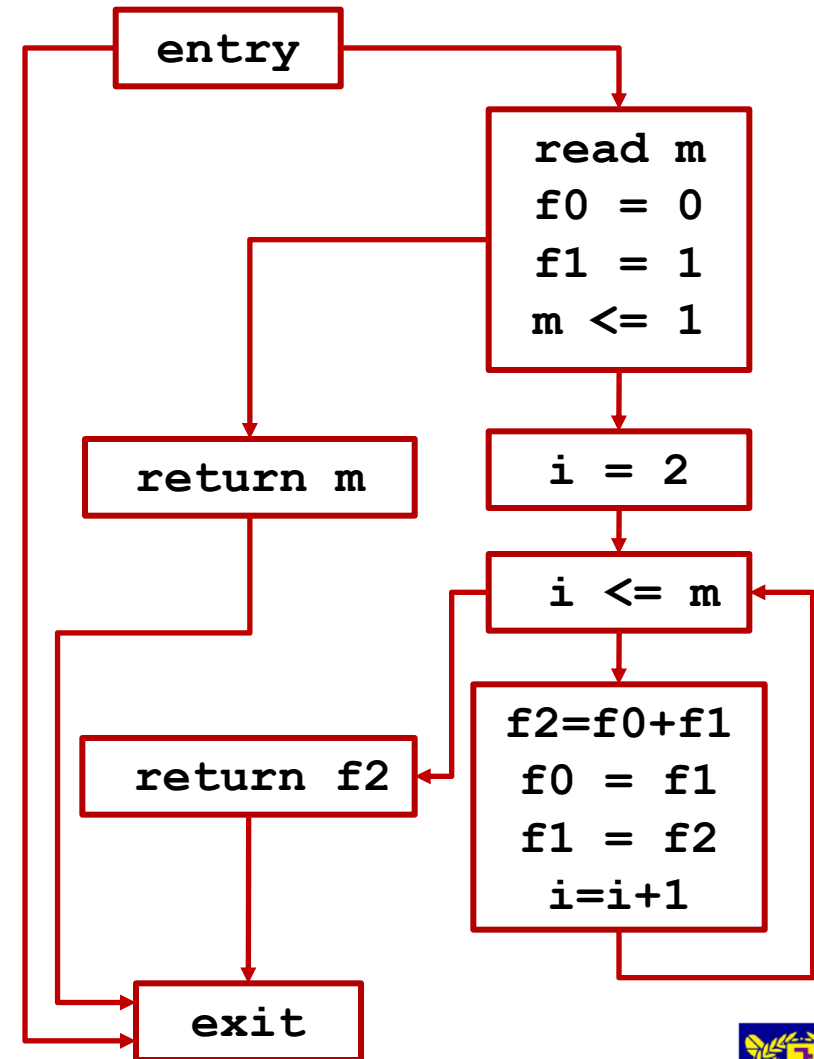 entry
read m
f0 = 0
f1 = 1
m <= 1
return m
i = 2
i <= m
f2=f0+f1
f0 = f1
f1 = f2
i=i+1
return f2
exit